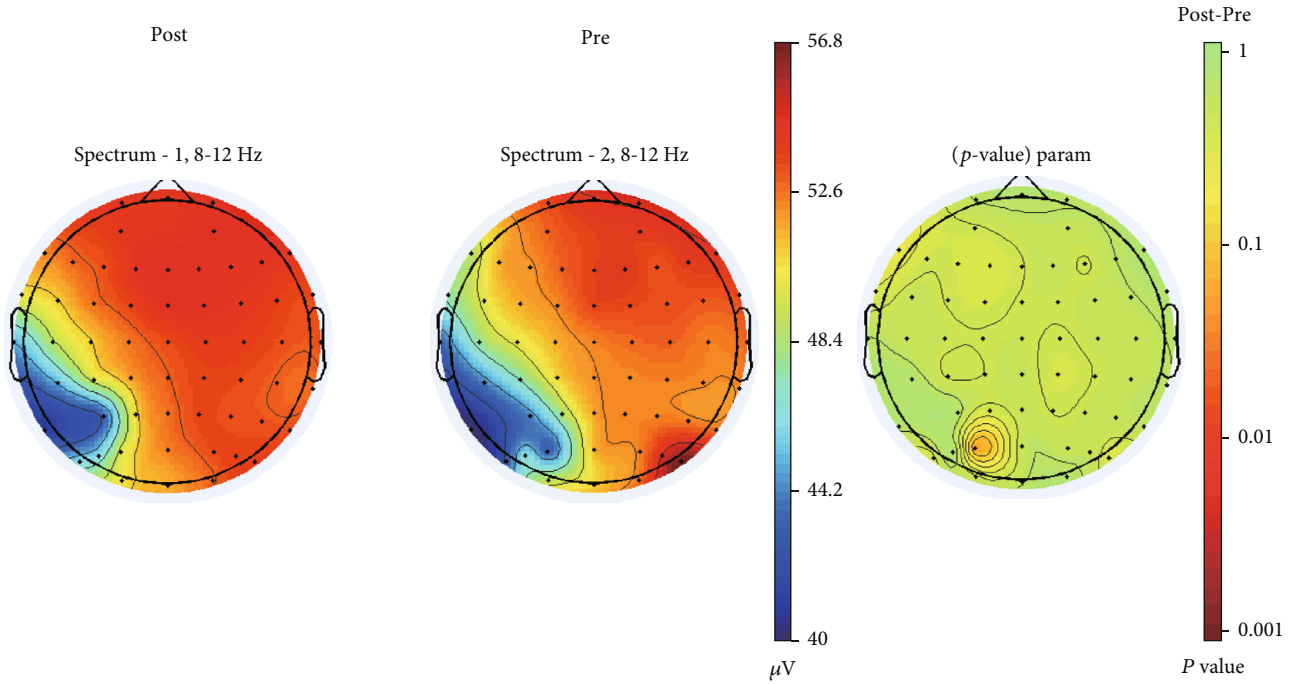 Post
Pre
Post-Pre
Spectrum - 1, 8-12 Hz
Spectrum - 2, 8-12 Hz
(p-value) param
56.8
52.6
48.4
44.2
40
µV
1
0.1
0.01
0.001
P value